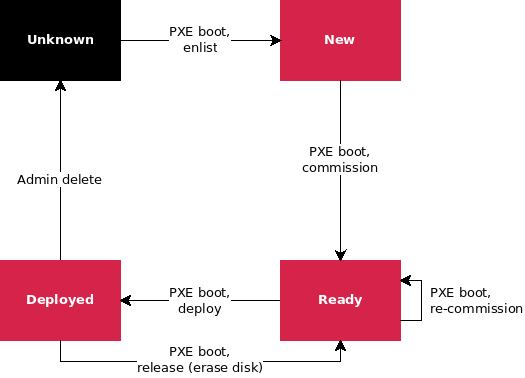 Unknown
PXE boot,
enlist
New
PXE boot,
commission
Admin delete
Deployed
PXE boot,
deploy
Ready
PXE boot,
re-commission
PXE boot,
release (erase disk)